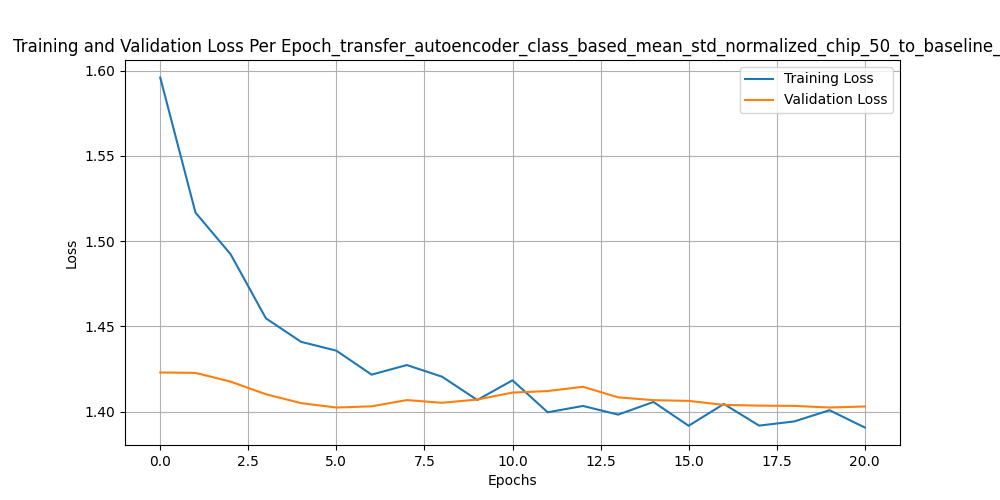 Training and Validation Loss Per Epoch_transfer_autoencoder_class_based_mean_std_normalized_chip_50_to_baseline_
Training Loss
Validation Loss
1.60
1.55
1.50
1.45
1.40
Loss
0.0 2.5 5.0 7.5 10.0 12.5 15.0 17.5 20.0
Epochs